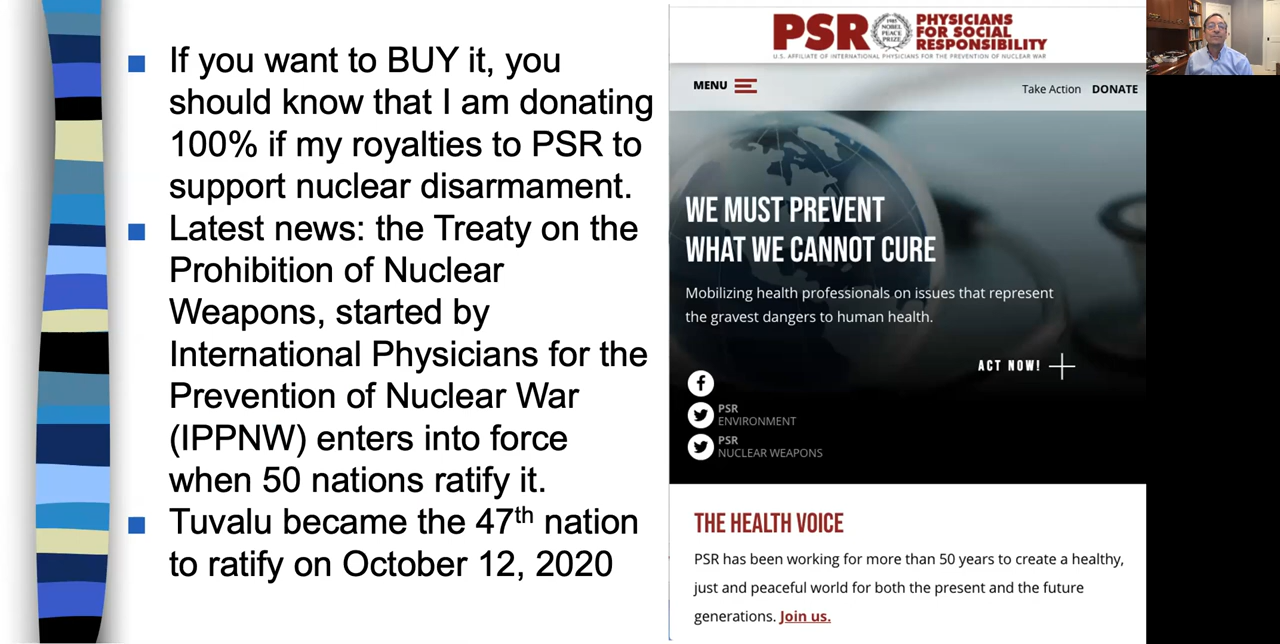 If you want to BUY it, you
should know that I am donating
100% if my royalties to PSR to
support nuclear disarmament.
Latest news: the Treaty on the
Prohibition of Nuclear
Weapons, started by
International Physicians for the
Prevention of Nuclear War
(IPPNW) enters into force
when 50 nations ratify it.
Tuvalu became the 47th nation
to ratify on October 12, 2020
PSR
1985
NOBEL
PEACE
PRIZE
PHYSICIANS
FOR SOCIAL
RESPONSIBILITY
U.S. AFFILIATE OF INTERNATIONAL PHYSICIANS FOR THE PREVENTION OF NUCLEAR WAR
MENU
Take Action DONATE
WE MUST PREVENT
WHAT WE CANNOT CURE
Mobilizing health professionals on issues that represent
the gravest dangers to human health.
ACT NOW!
PSR
ENVIRONMENT
PSR
NUCLEAR WEAPONS
THE HEALTH VOICE
PSR has been working for more than 50 years to create a healthy,
just and peaceful world for both the present and the future
generations. Join us.